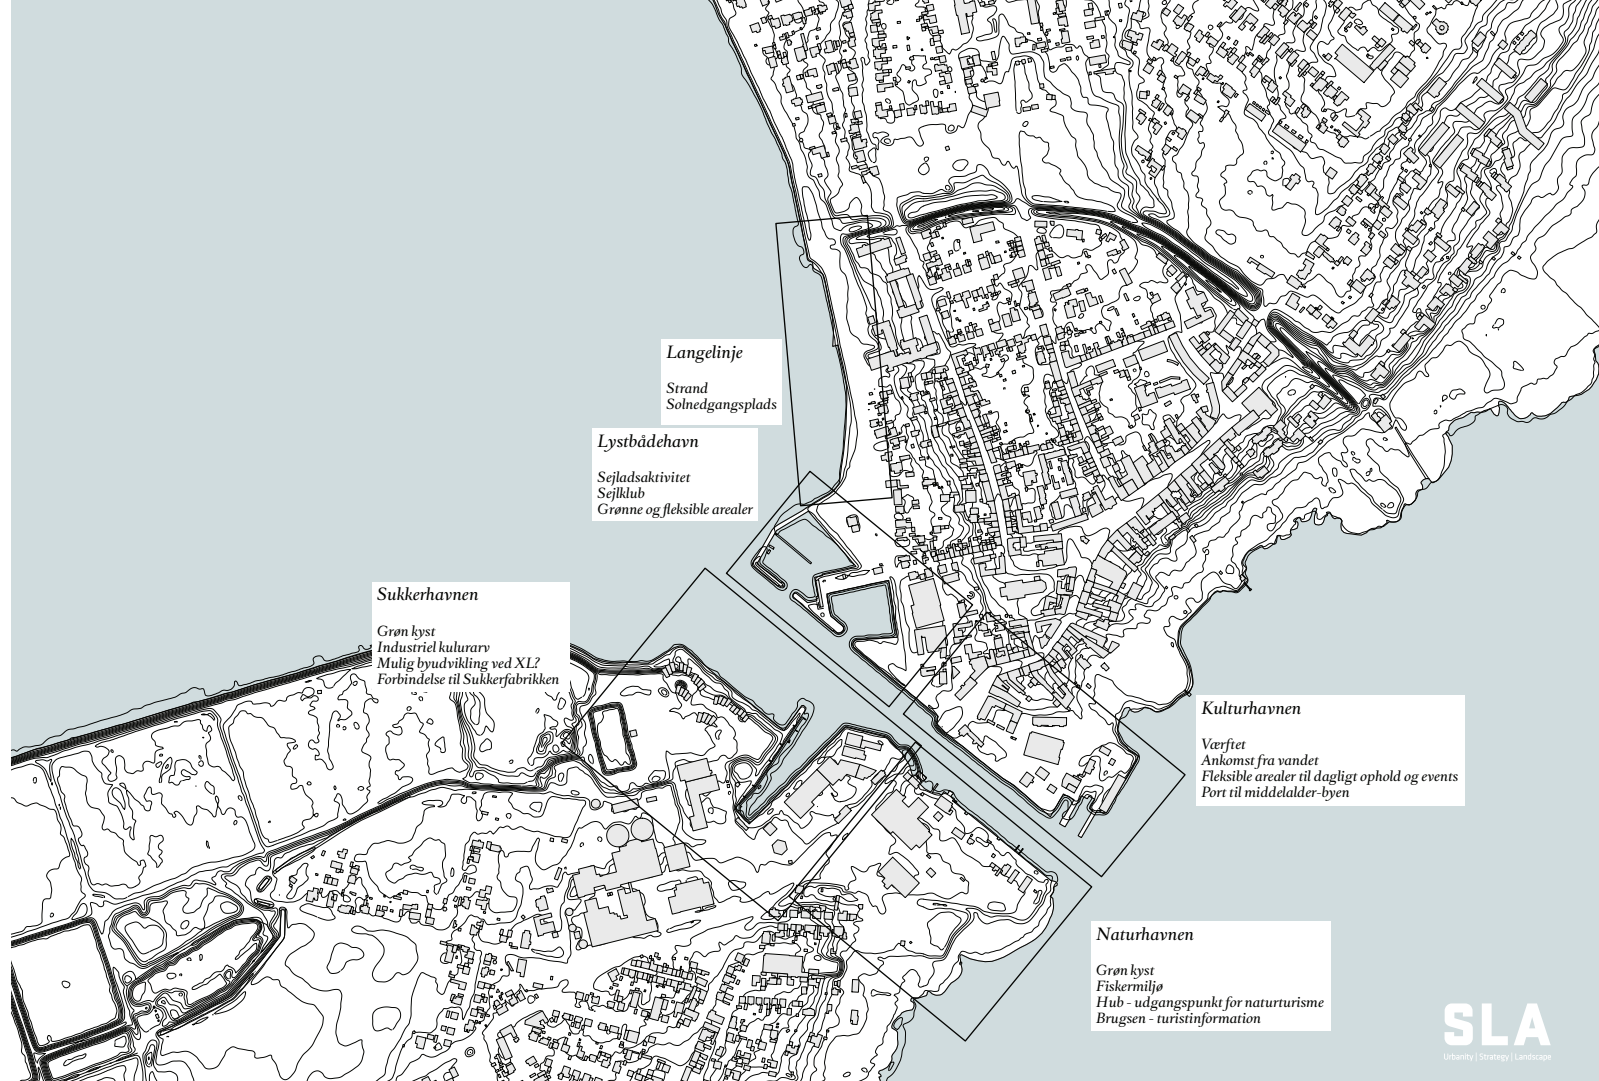 Langelinje
Strand
Solnedgangsplads
Lystbådehavn
Sejladsaktivitet
Sejlklub
Grønne og fleksible arealer
Sukkerhavnen
Grøn kyst
Industriel kulurarv
Mulig byudvikling ved XL?
Forbindelse til Sukkerfabrikken
Kulturhavnen
Værftet
Ankomst fra vandet
Fleksible arealer til dagligt ophold og events
Port til middelalder-byen
Naturhavnen
Grøn kyst
Fiskermiljø
Hub - udgangspunkt for naturturisme
Brugsen - turistinformation
SLA
Urbanity | Strategy | Landscape